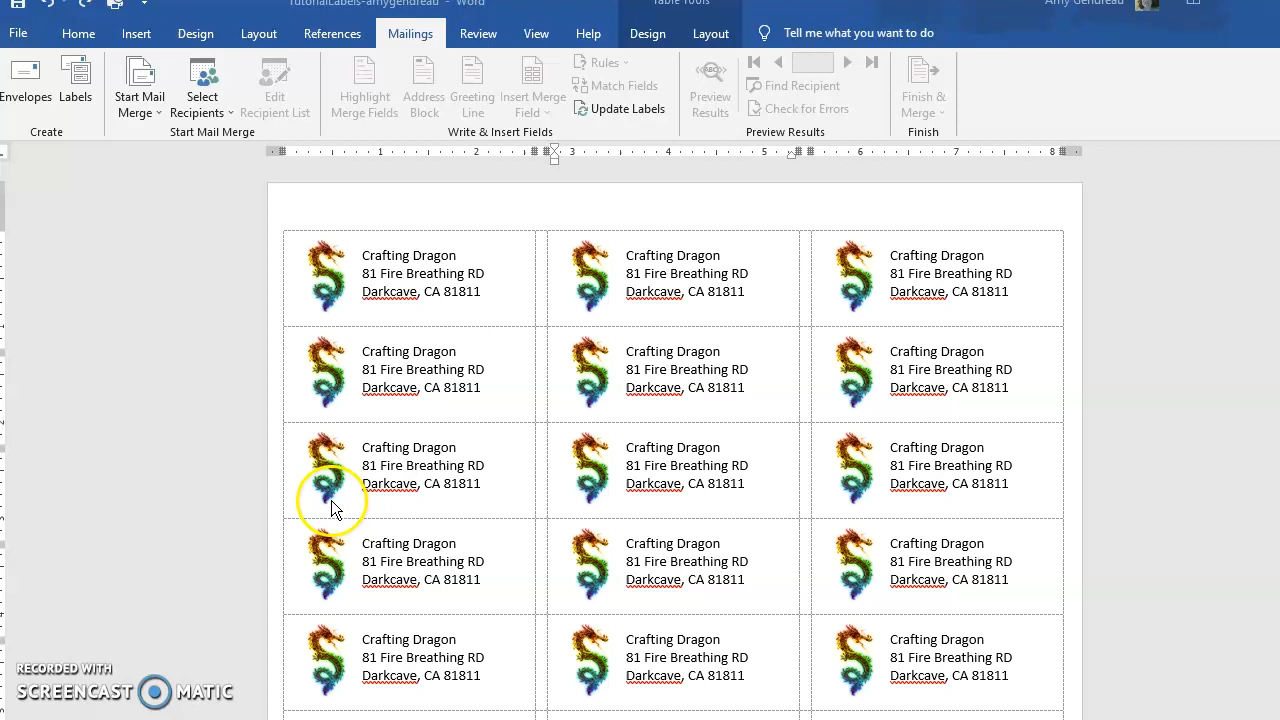 TutorialLabels-amygendreau - Word
Table Tools
Amy Gendreau
File Home Insert Design Layout References Mailings Review View Help Design Layout Tell me what you want to do
Envelopes
Labels
Create
Start Mail
Merge
Select
Recipients
Edit
Recipient List
Start Mail Merge
Highlight
Merge Fields
Address
Block
Greeting
Line
Insert Merge
Field
Rules
Match Fields
Update Labels
Write & Insert Fields
ABC
Preview
Results
Find Recipient
Check for Errors
Preview Results
Finish &
Merge
Finish
1 2 3 4 5 6 7 8
Crafting Dragon
81 Fire Breathing RD
Darkcave, CA 81811
Crafting Dragon
81 Fire Breathing RD
Darkcave, CA 81811
Crafting Dragon
81 Fire Breathing RD
Darkcave, CA 81811
Crafting Dragon
81 Fire Breathing RD
Darkcave, CA 81811
Crafting Dragon
81 Fire Breathing RD
Darkcave, CA 81811
Crafting Dragon
81 Fire Breathing RD
Darkcave, CA 81811
Crafting Dragon
81 Fire Breathing RD
Darkcave, CA 81811
Crafting Dragon
81 Fire Breathing RD
Darkcave, CA 81811
Crafting Dragon
81 Fire Breathing RD
Darkcave, CA 81811
Crafting Dragon
81 Fire Breathing RD
Darkcave, CA 81811
Crafting Dragon
81 Fire Breathing RD
Darkcave, CA 81811
Crafting Dragon
81 Fire Breathing RD
Darkcave, CA 81811
Crafting Dragon
81 Fire Breathing RD
Darkcave, CA 81811
Crafting Dragon
81 Fire Breathing RD
Darkcave, CA 81811
Crafting Dragon
81 Fire Breathing RD
Darkcave, CA 81811
RECORDED WITH
SCREENCAST MATIC